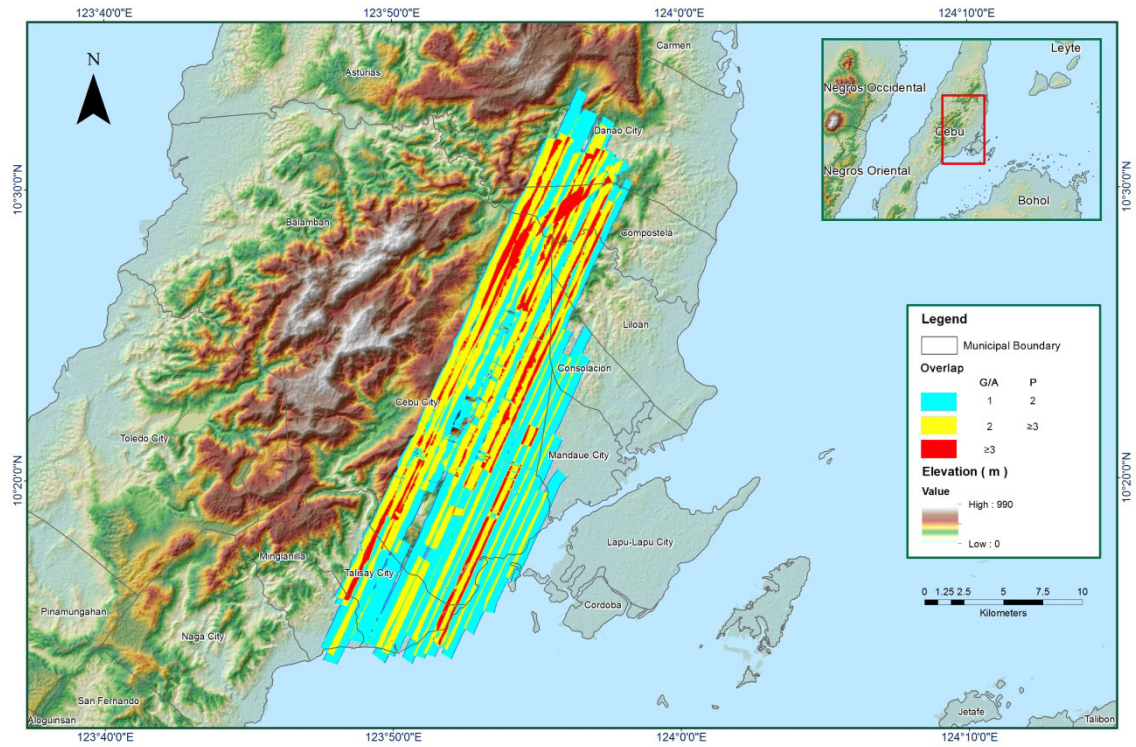 123°40'0"E
123°50'0"E
124°0'0"E
124°10'0"E
N
Carmen
Asturias
Danao City
Leyte
Negros Occidental
Cebu
Negros Oriental
Bohol
10°30'0"N
10°30'0"N
Balamban
Compostela
Liloan
Consolacion
Cebu City
Toledo City
Mandaue City
10°20'0"N
10°20'0"N
Lapu-Lapu City
Minglanilla
Talisay City
Cordoba
Pinamungahan
Naga City
San Fernando
Aloguinsan
Jetafe
Talibon
Legend
Municipal Boundary
Overlap
G/A P
1 2
2 ≥3
≥3
Elevation ( m )
Value
High : 990
Low : 0
0 1.25 2.5 5 7.5 10
Kilometers
123°40'0"E
123°50'0"E
124°0'0"E
124°10'0"E